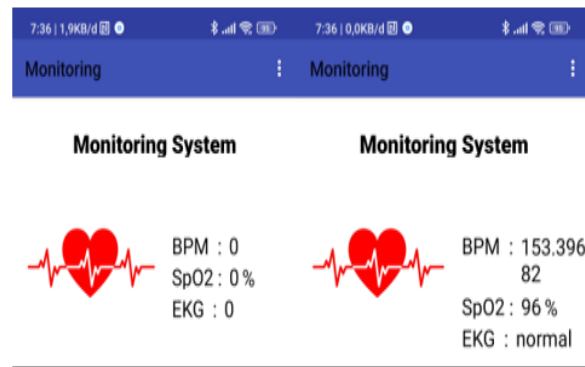 7:36 | 1,9KB/d
Monitoring
Monitoring System
BPM : 0
SpO2 : 0 %
EKG : 0
7:36 | 0,0KB/d
Monitoring
Monitoring System
BPM : 153.396
82
SpO2 : 96 %
EKG : normal